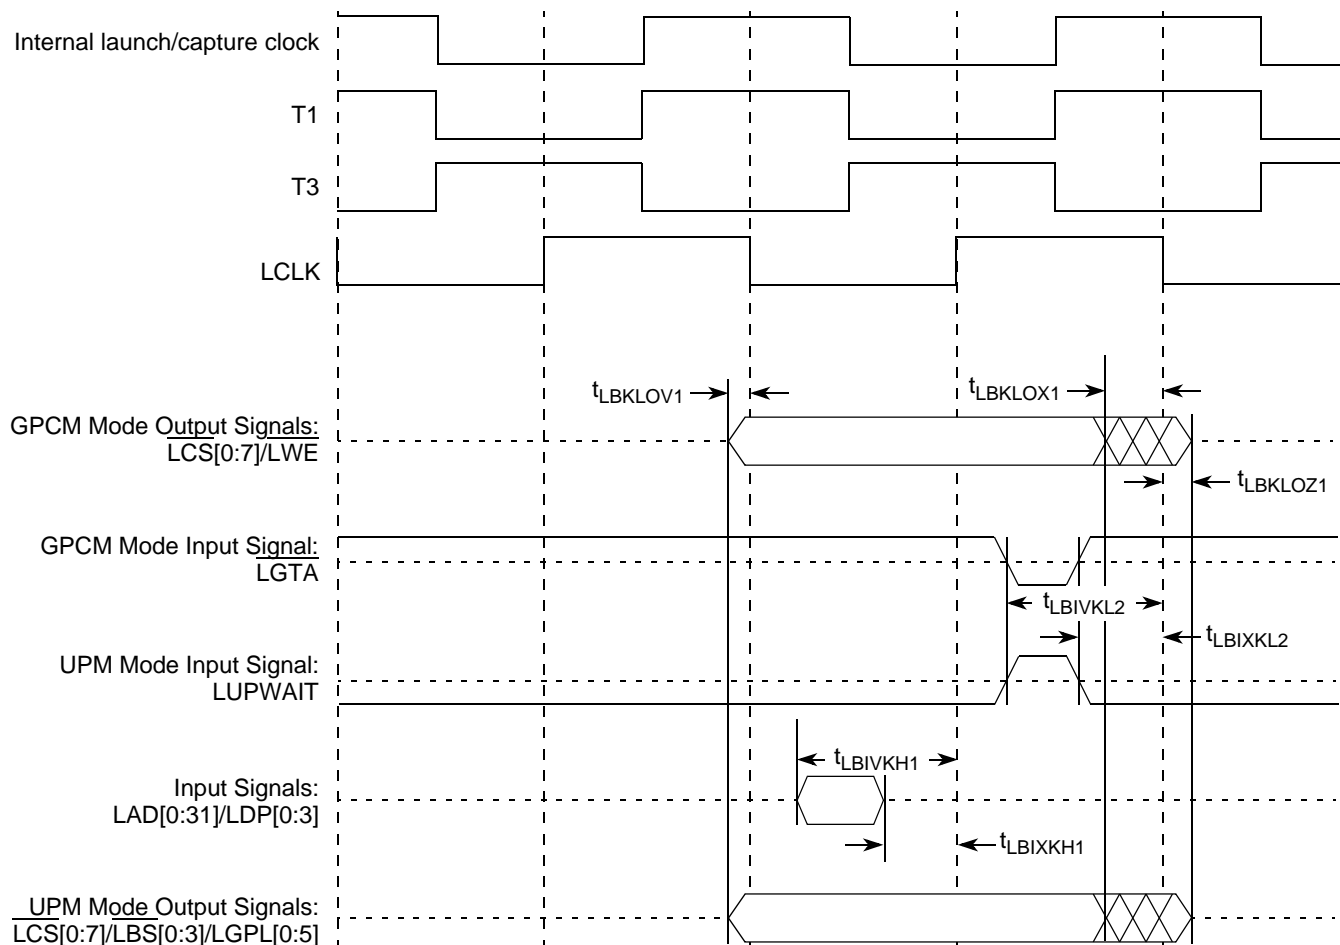 Internal launch/capture clock
T1
T3
LCLK
tLBKLOV1
tLBKLOX1
GPCM Mode Output Signals:
LCS[0:7]/LWE
tLBKLOZ1
GPCM Mode Input Signal:
LGTA
tLBIVKL2
tLBIXKL2
UPM Mode Input Signal:
LUPWAIT
tLBIVKH1
Input Signals:
LAD[0:31]/LDP[0:3]
tLBIXKH1
UPM Mode Output Signals:
LCS[0:7]/LBS[0:3]/LGPL[0:5]